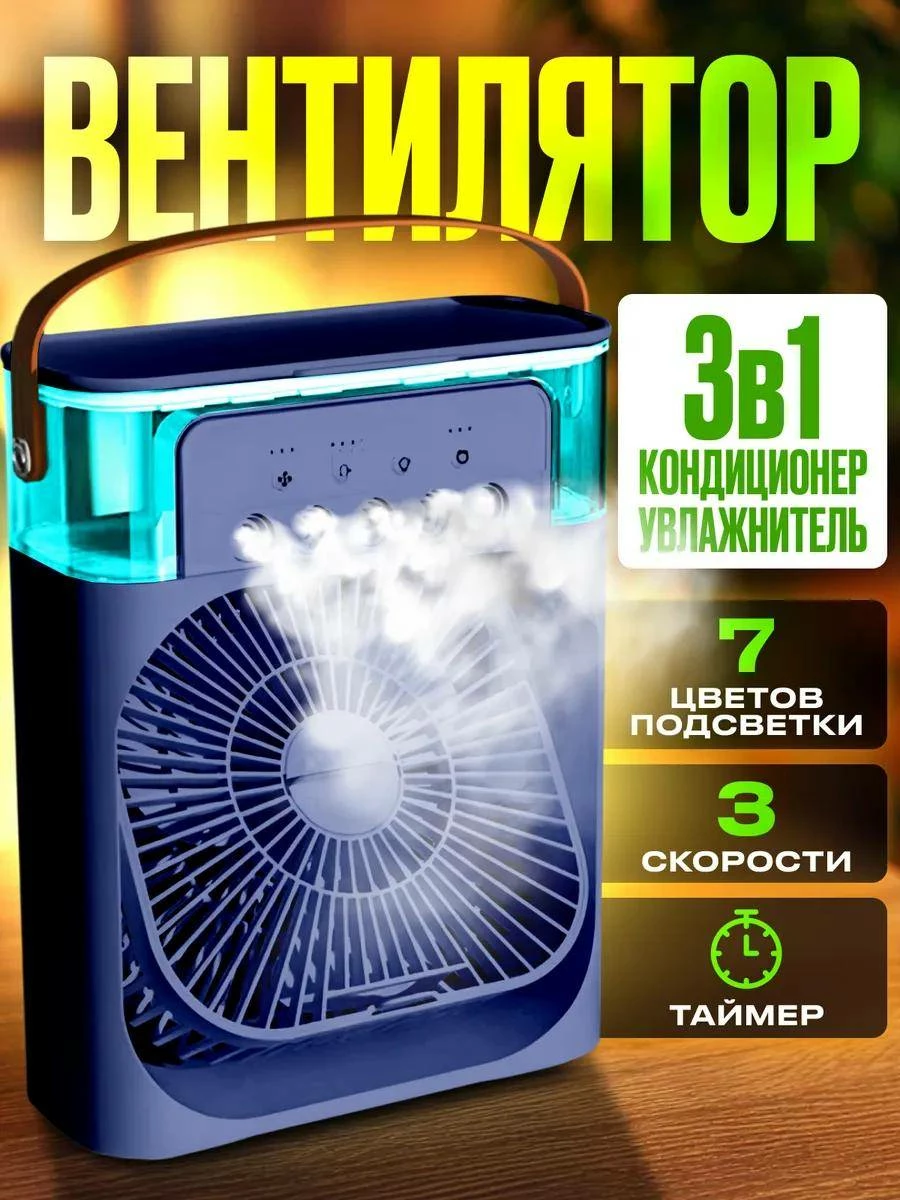 ВЕНТИЛЯТОР
3в1
КОНДИЦИОНЕР
УВЛАЖНИТЕЛЬ
7
ЦВЕТОВ
ПОДСВЕТКИ
3
СКОРОСТИ
ТАЙМЕР